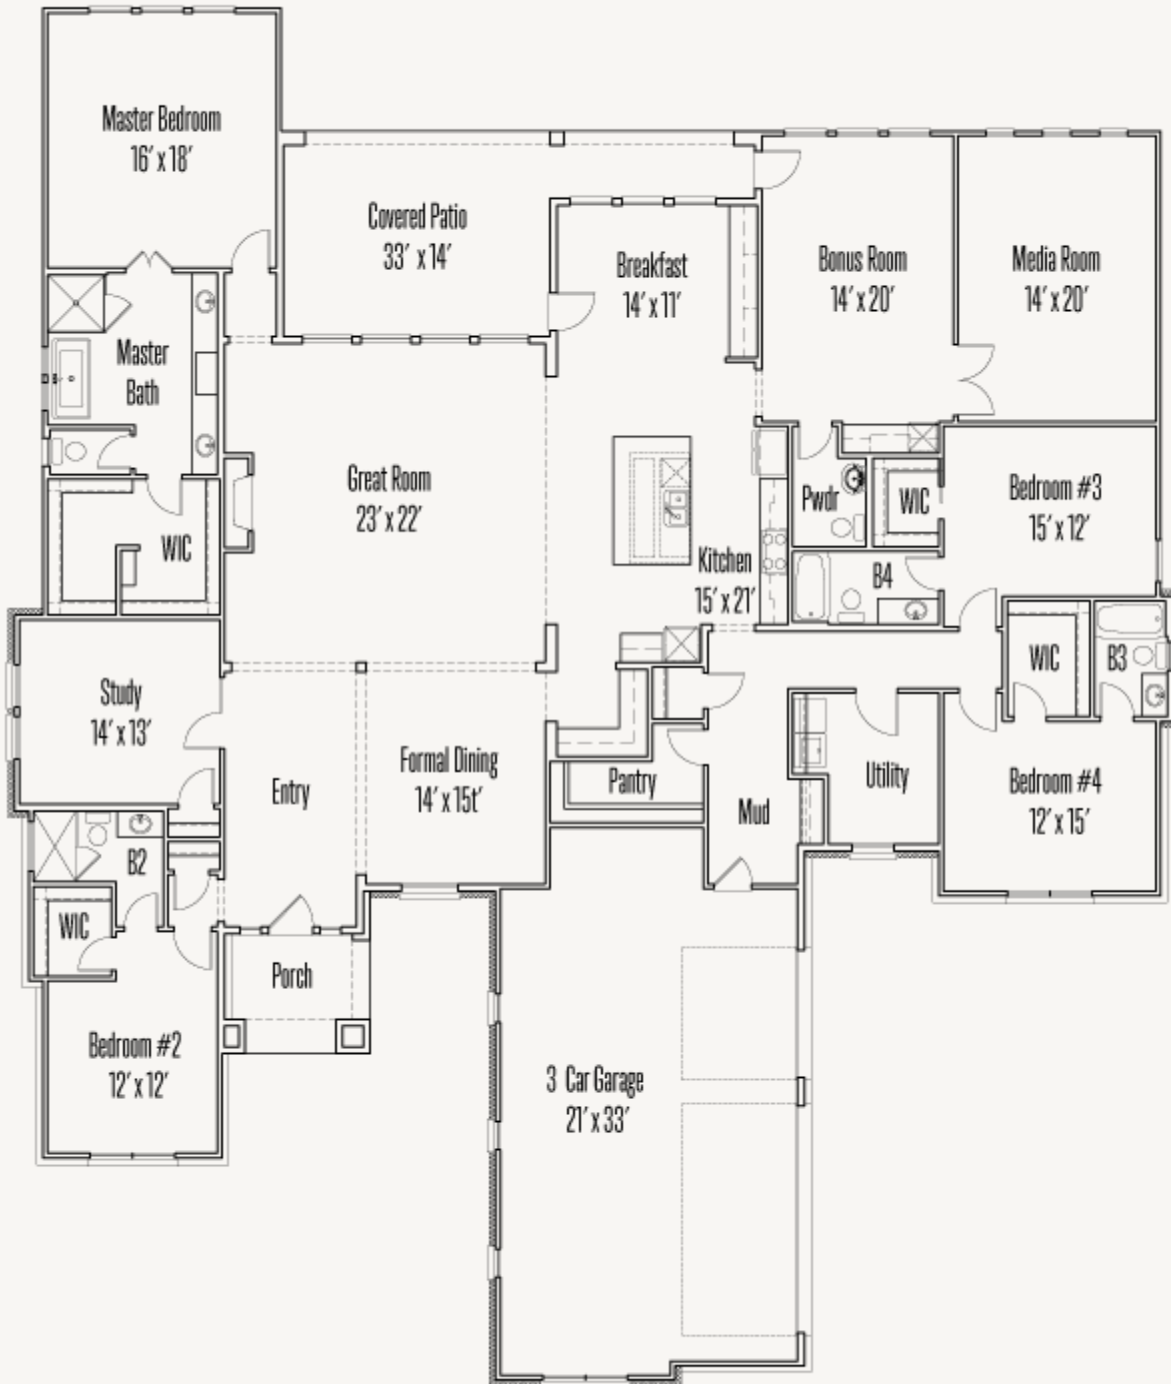 Master Bedroom
16' x 18'
Covered Patio
33' x 14'
Breakfast
14' x 11'
Bonus Room
14' x 20'
Media Room
14' x 20'
Master
Bath
Great Room
23' x 22'
WIC
Pwdr
WIC
Bedroom #3
15' x 12'
Kitchen
15' x 21'
B4
Study
14' x 13'
WIC
B3
Entry
Formal Dining
14' x 15t'
Pantry
Mud
Utility
Bedroom #4
12' x 15'
B2
WIC
Porch
Bedroom #2
12' x 12'
3 Car Garage
21' x 33'